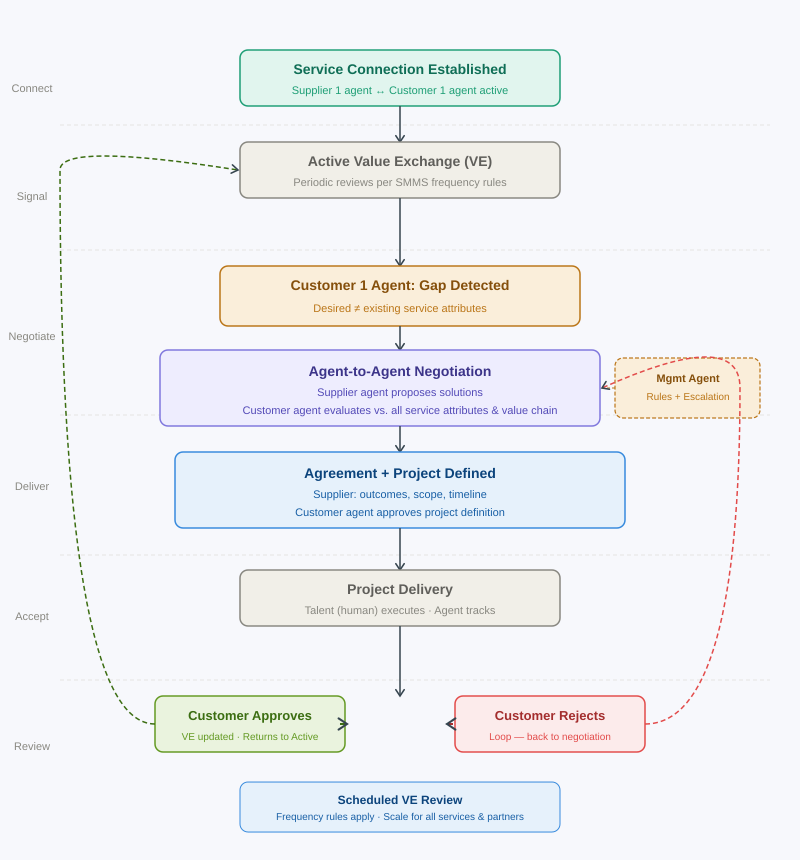 Service Connection Established
Supplier 1 agent ↔ Customer 1 agent active
Connect
Active Value Exchange (VE)
Periodic reviews per SMMS frequency rules
Signal
Customer 1 Agent: Gap Detected
Desired ≠ existing service attributes
Negotiate
Agent-to-Agent Negotiation
Supplier agent proposes solutions
Customer agent evaluates vs. all service attributes & value chain
Mgmt Agent
Rules + Escalation
Agreement + Project Defined
Supplier: outcomes, scope, timeline
Customer agent approves project definition
Deliver
Project Delivery
Talent (human) executes · Agent tracks
Accept
Customer Approves
VE updated · Returns to Active
Customer Rejects
Loop — back to negotiation
Review
Scheduled VE Review
Frequency rules apply · Scale for all services & partners